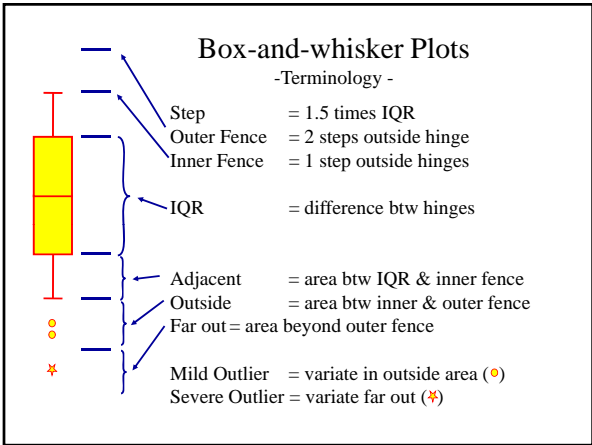 Box-and-whisker Plots
-Terminology -
Step = 1.5 times IQR
Outer Fence = 2 steps outside hinge
Inner Fence = 1 step outside hinges
IQR = difference btw hinges
Adjacent = area btw IQR & inner fence
Outside = area btw inner & outer fence
Far out = area beyond outer fence
Mild Outlier = variate in outside area ( )
Severe Outlier = variate far out ( )